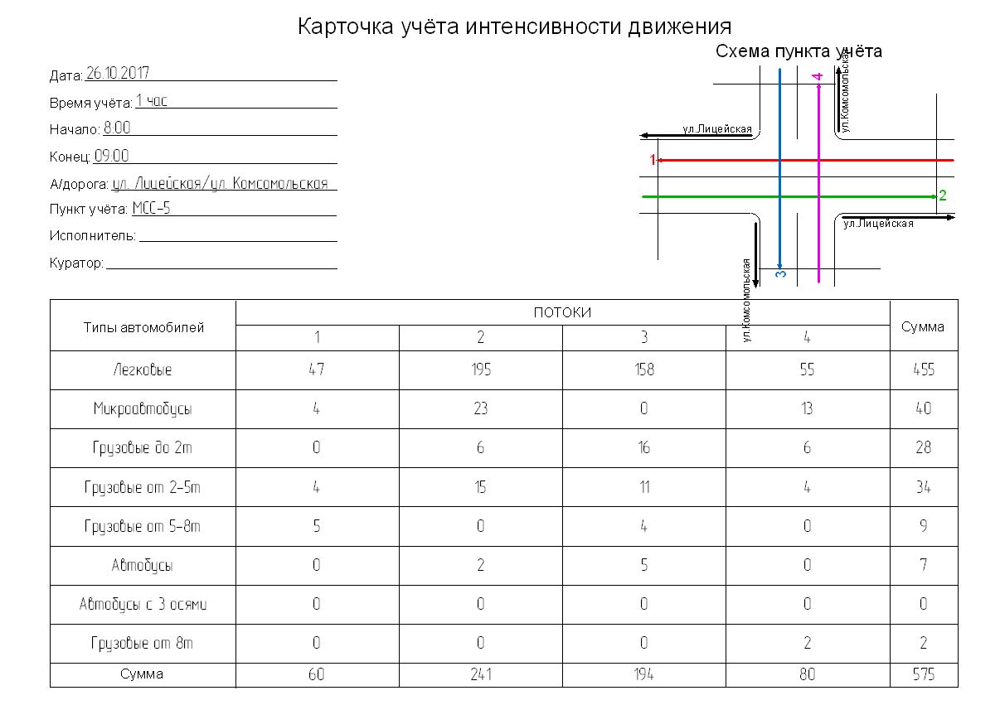 Карточка учёта интенсивности движения
Схема пункта учёта
Дата: 26.10.2017
Время учёта: 1 час
Начало: 8:00
Конец: 09:00
А/дорога: ул. Лицейская/ул. Комсомольская
Пункт учёта: МСС-5
Исполнитель:
Куратор:
4
ул.Комсомольская
ул.Лицейская
1
2
ул.Лицейская
3
ул.Комсомольская
Типы автомобилей ПОТОКИ Сумма
1 2 3 4
Легковые 47 195 158 55 455
Микроавтобусы 4 23 0 13 40
Грузовые до 2т 0 6 16 6 28
Грузовые от 2-5т 4 15 11 4 34
Грузовые от 5-8т 5 0 4 0 9
Автобусы 0 2 5 0 7
Автобусы с 3 осями 0 0 0 0 0
Грузовые от 8т 0 0 0 2 2
Сумма 60 241 194 80 575